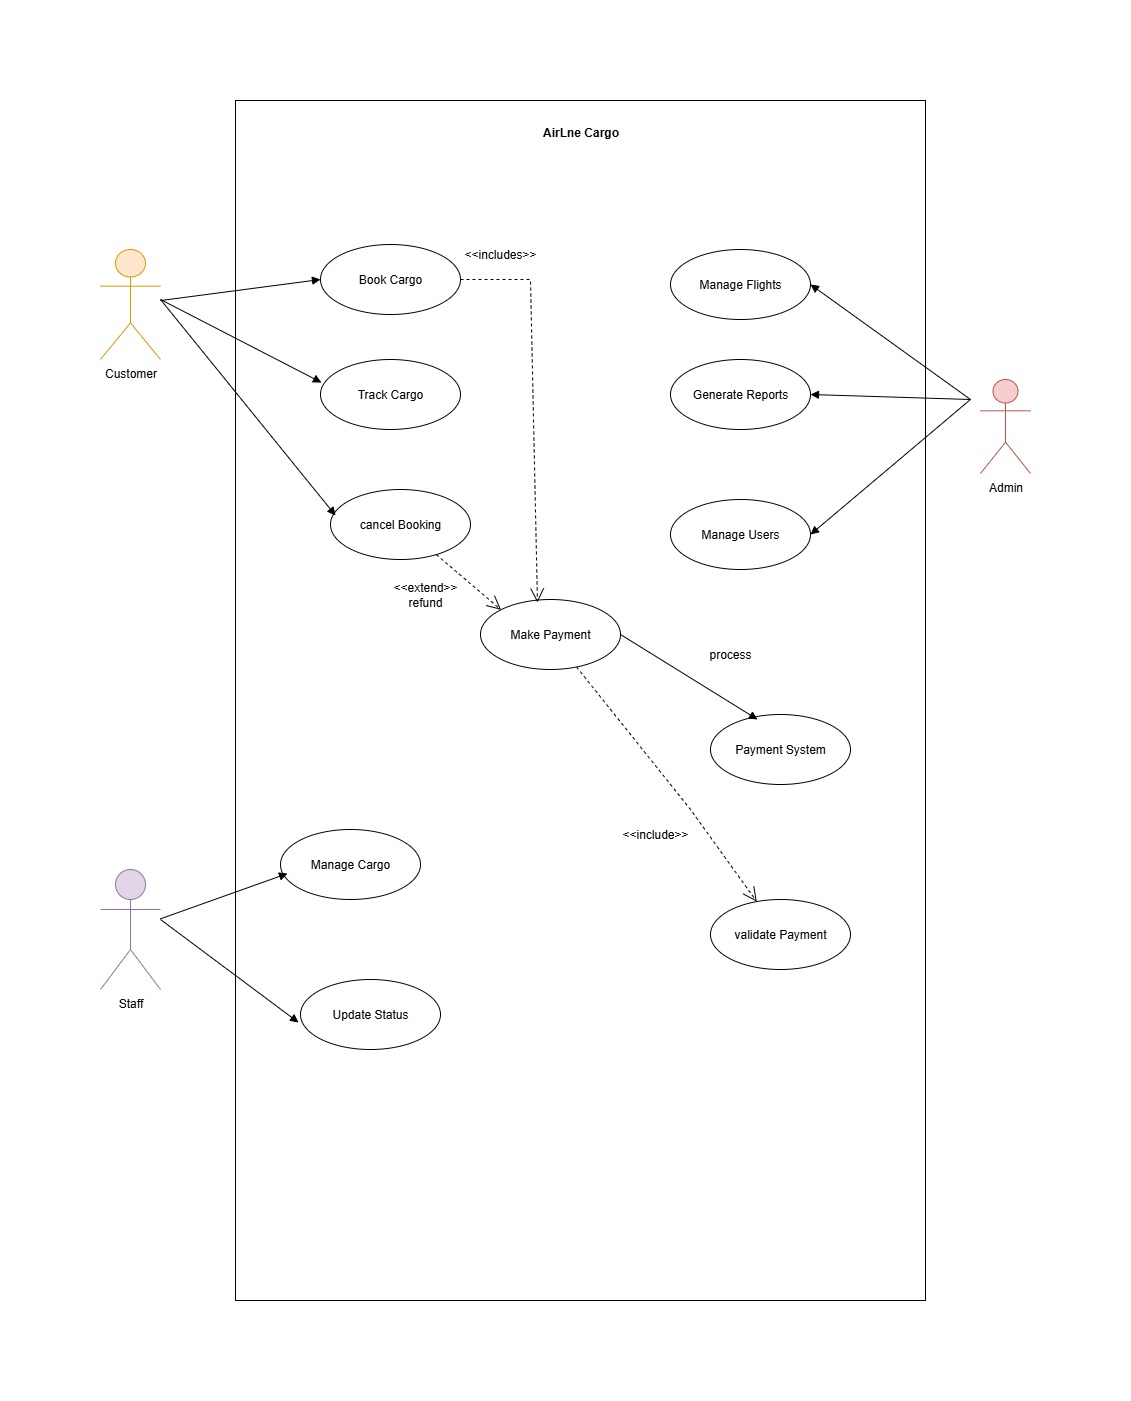 AirLne Cargo
Customer
Book Cargo
<<includes>>
Track Cargo
cancel Booking
<<extend>>
refund
Manage Flights
Generate Reports
Manage Users
Admin
Make Payment
process
Payment System
<<include>>
validate Payment
Manage Cargo
Staff
Update Status